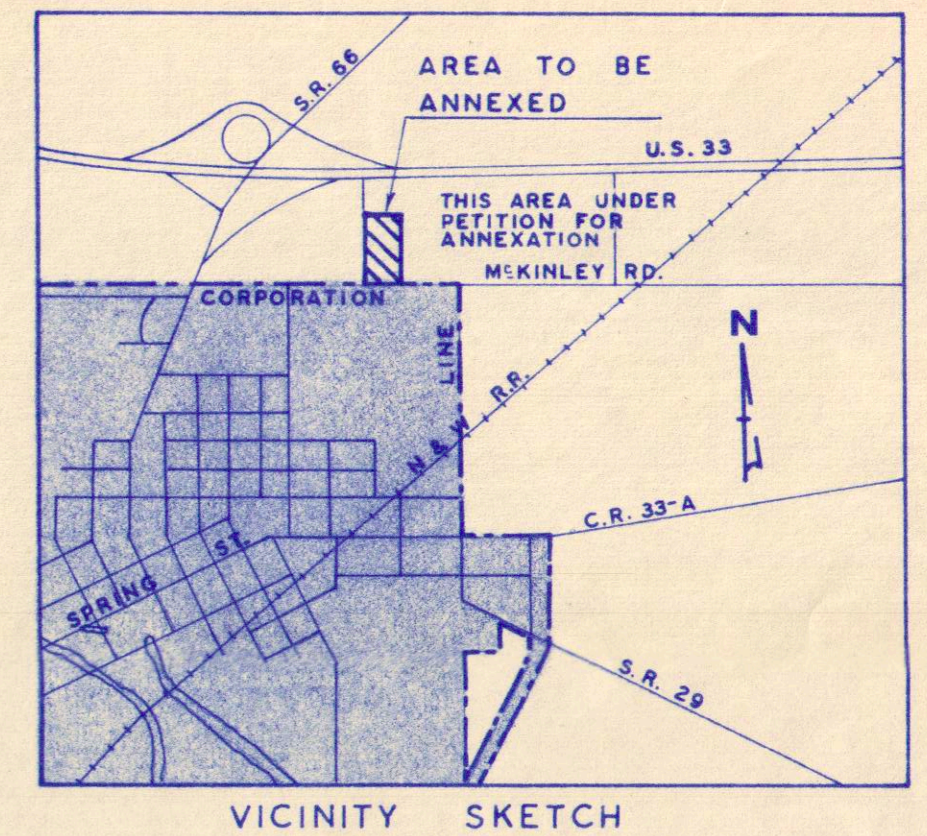 S.R. 66
AREA TO BE
ANNEXED
U.S. 33
THIS AREA UNDER
PETITION FOR
ANNEXATION
McKINLEY RD.
CORPORATION
LINE
N
N & W R.R.
C.R. 33-A
SPRING ST.
S.R. 29
VICINITY SKETCH